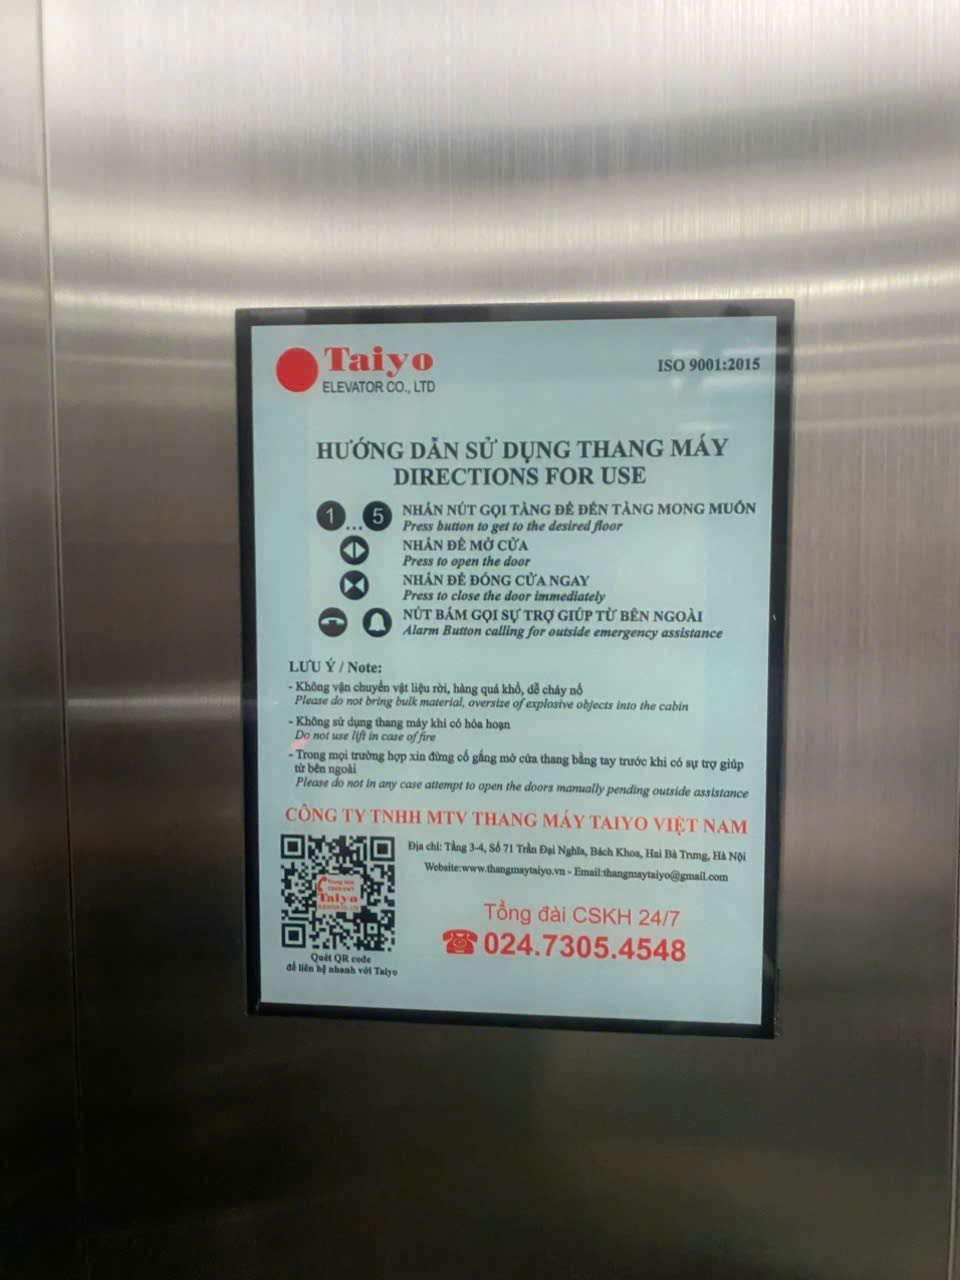 Taiyo
ELEVATOR CO., LTD
ISO 9001:2015
HƯỚNG DẪN SỬ DỤNG THANG MÁY
DIRECTIONS FOR USE
1 ... 5
NHẤN NÚT GỌI TẦNG ĐỂ ĐẾN TẦNG MONG MUỐN
Press button to get to the desired floor
NHẤN ĐỂ MỞ CỬA
Press to open the door
NHẤN ĐỂ ĐÓNG CỬA NGAY
Press to close the door immediately
NÚT BẤM GỌI SỰ TRỢ GIÚP TỪ BÊN NGOÀI
Alarm Button calling for outside emergency assistance
LƯU Ý / Note:
- Không vận chuyển vật liệu rời, hàng quá khổ, dễ cháy nổ
Please do not bring bulk material, oversize of explosive objects into the cabin
- Không sử dụng thang máy khi có hỏa hoạn
Do not use lift in case of fire
- Trong mọi trường hợp xin đừng cố gắng mở cửa thang bằng tay trước khi có sự trợ giúp
từ bên ngoài
Please do not in any case attempt to open the doors manually pending outside assistance
CÔNG TY TNHH MTV THANG MÁY TAIYO VIỆT NAM
Địa chỉ: Tầng 3-4, Số 71 Trần Đại Nghĩa, Bách Khoa, Hai Bà Trưng, Hà Nội
Website:www.thangmaytaiyo.vn - Email:thangmaytaiyo@gmail.com
Tổng đài CSKH 24/7
024.7305.4548
Taiyo
Quét QR code
để liên hệ nhanh với Taiyo